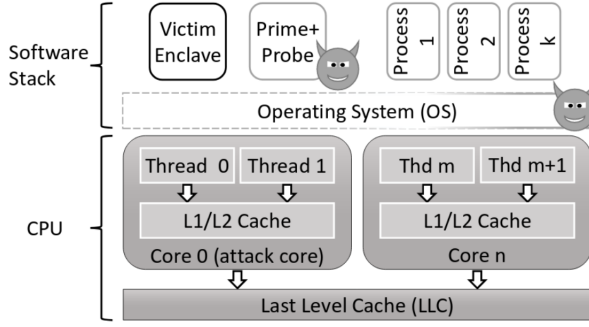 Software
Stack
Victim
Enclave
Prime+
Probe
Process
1
Process
2
Process
k
Operating System (OS)
CPU
Thread 0
Thread 1
Thd m
Thd m+1
L1/L2 Cache
L1/L2 Cache
Core 0 (attack core)
Core n
Last Level Cache (LLC)